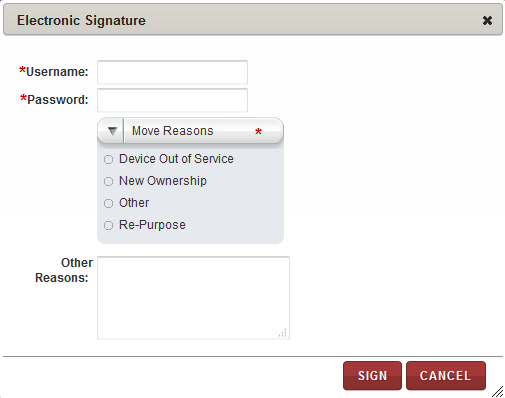 Electronic Signature
*Username:
*Password:
Move Reasons *
Device Out of Service
New Ownership
Other
Re-Purpose
Other
Reasons:
SIGN CANCEL